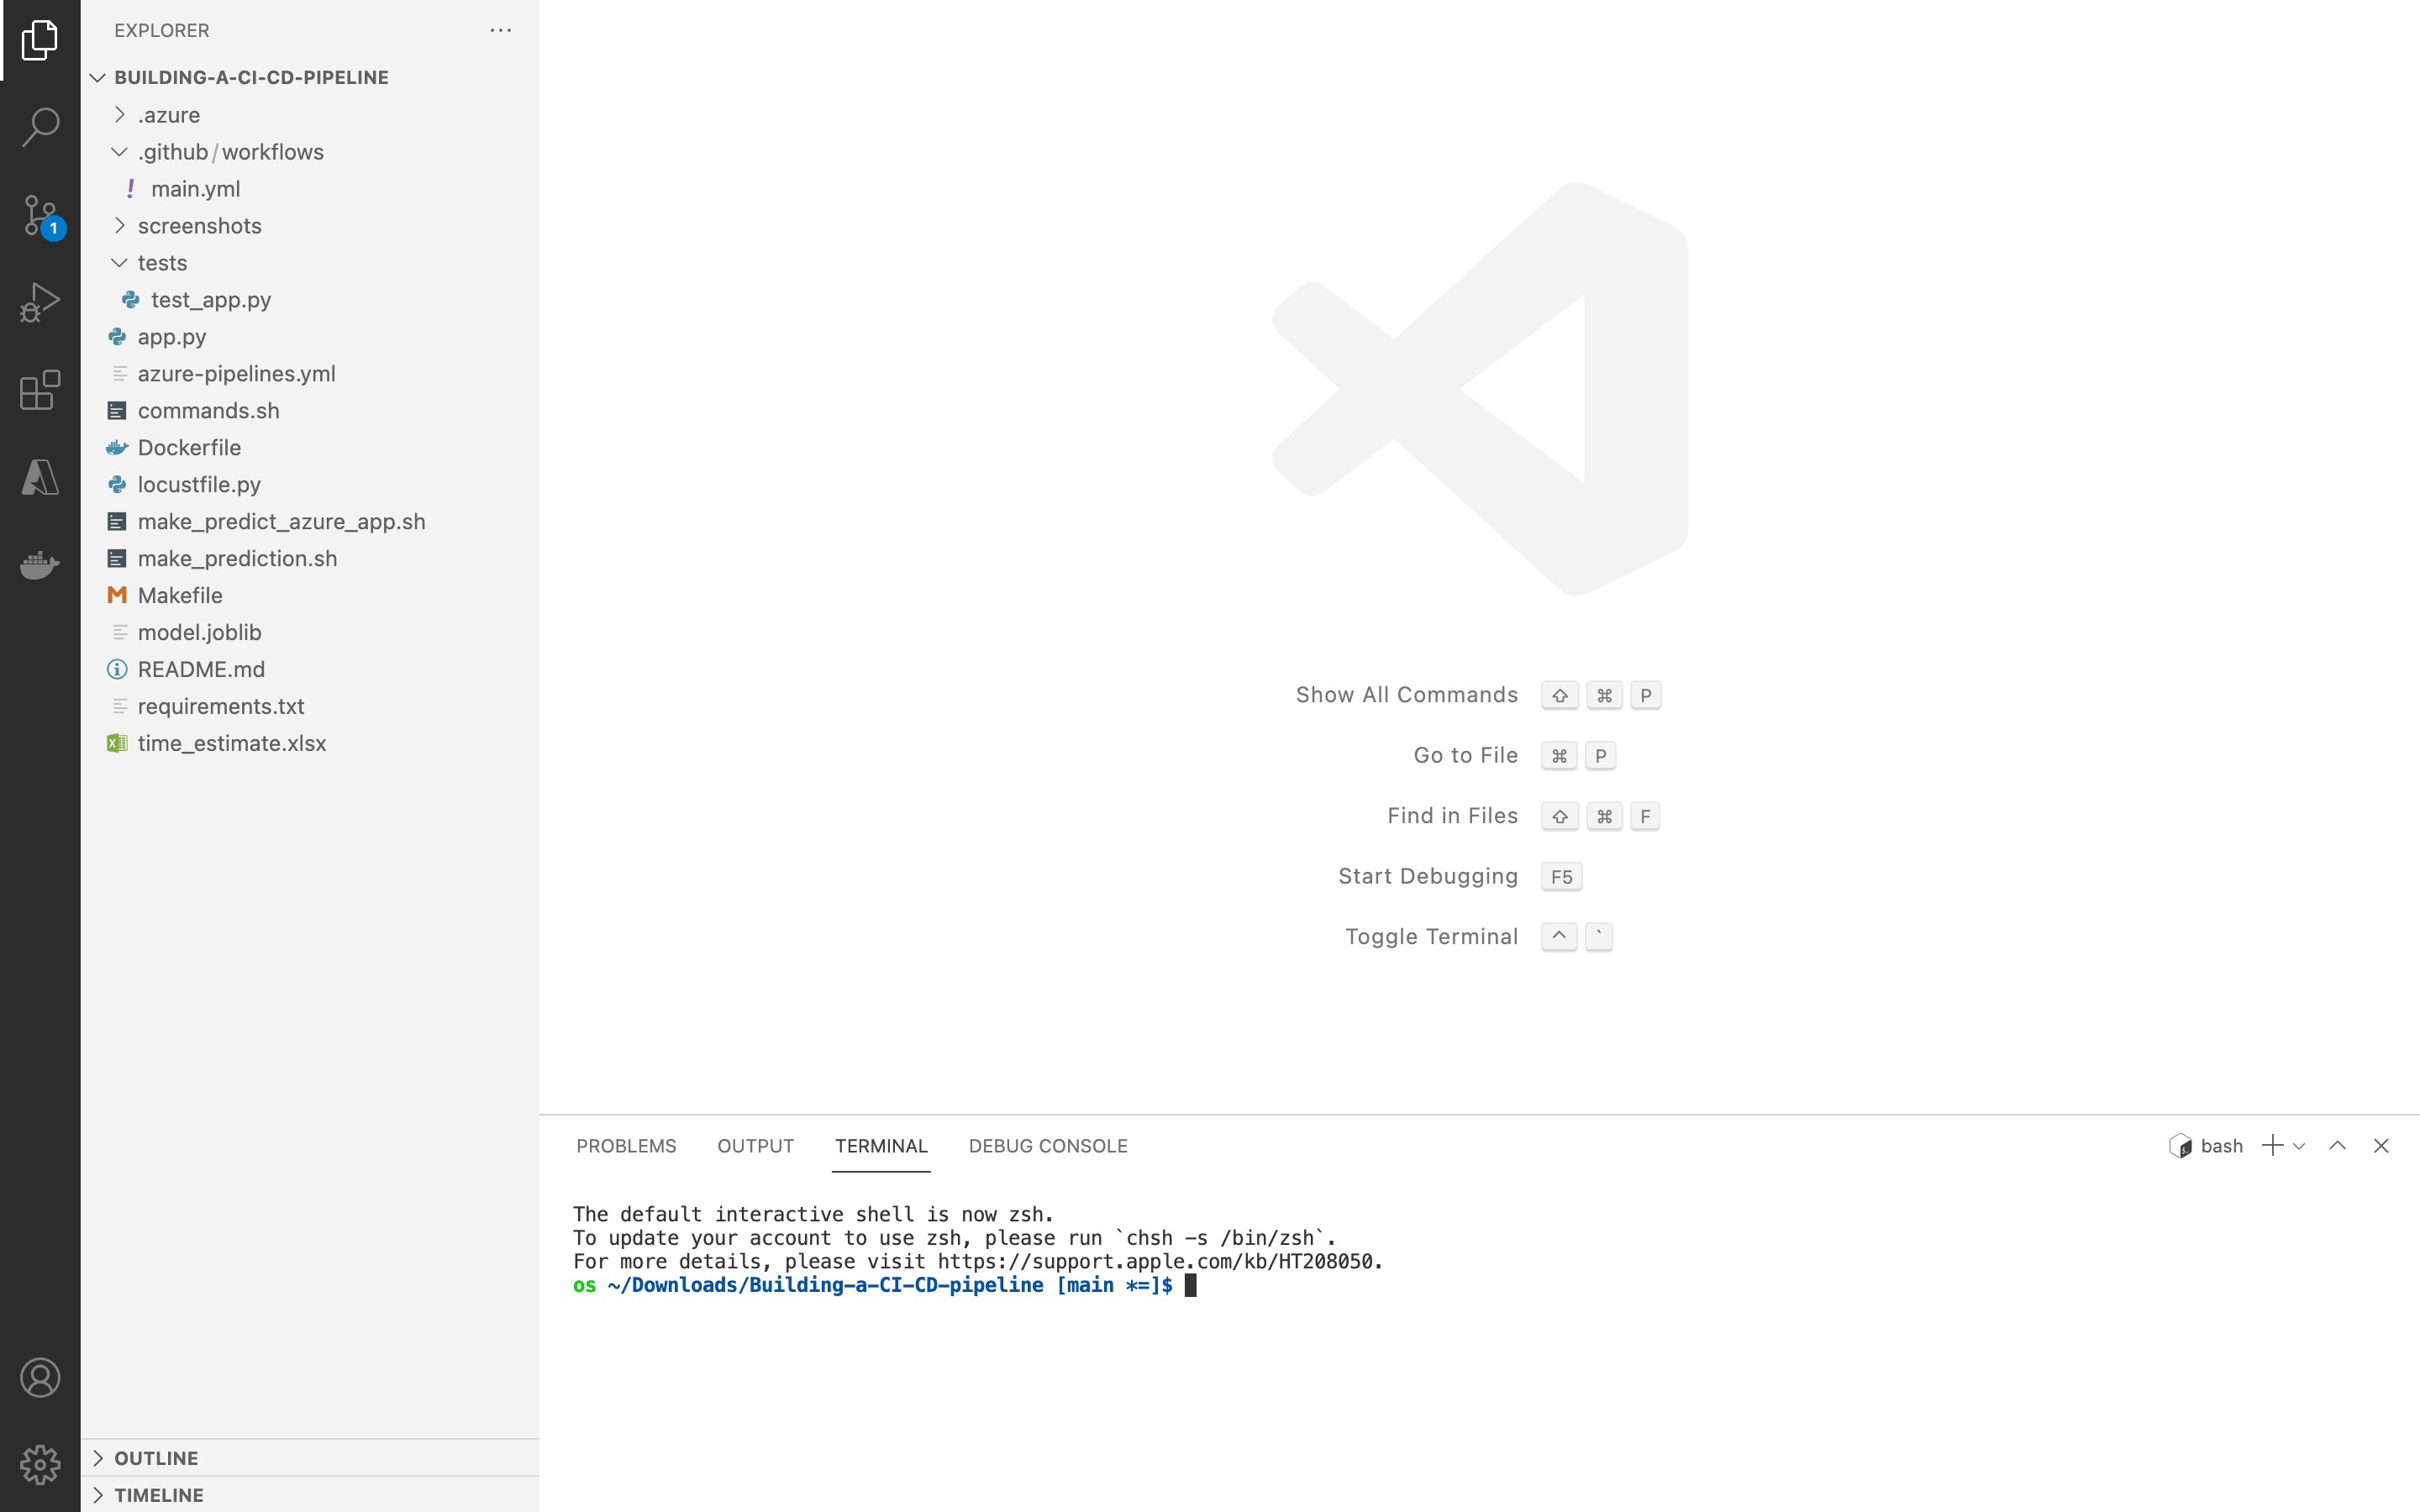 EXPLORER
BUILDING-A-CI-CD-PIPELINE
.azure
.github/workflows
! main.yml
screenshots
tests
test_app.py
app.py
azure-pipelines.yml
commands.sh
Dockerfile
locustfile.py
make_predict_azure_app.sh
make_prediction.sh
M Makefile
model.joblib
README.md
requirements.txt
time_estimate.xlsx
OUTLINE
TIMELINE
1
Show All Commands ⇧ ⌘ P
Go to File ⌘ P
Find in Files ⇧ ⌘ F
Start Debugging F5
Toggle Terminal ^ `
PROBLEMS OUTPUT TERMINAL DEBUG CONSOLE bash
The default interactive shell is now zsh.
To update your account to use zsh, please run `chsh -s /bin/zsh`.
For more details, please visit https://support.apple.com/kb/HT208050.
os ~/Downloads/Building-a-CI-CD-pipeline [main *=]$